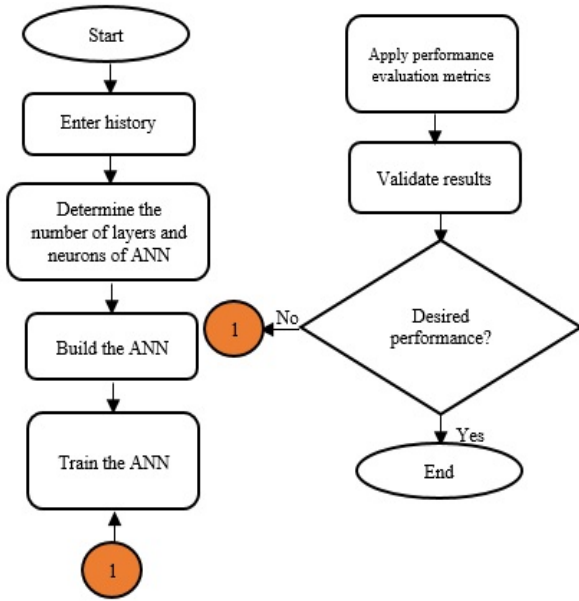 Start
Enter history
Determine the
number of layers and
neurons of ANN
Build the ANN
Train the ANN
1
Apply performance
evaluation metrics
Validate results
Desired
performance?
No
1
Yes
End